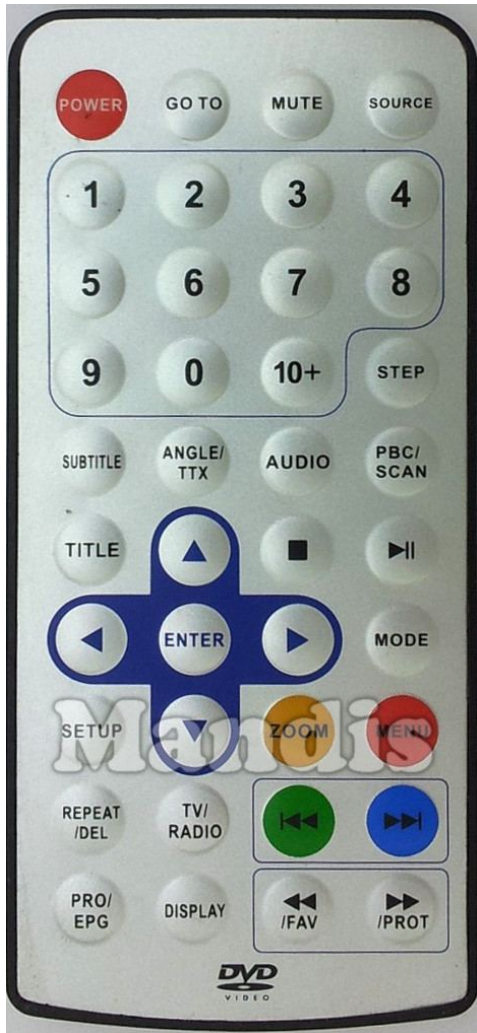 POWER GO TO MUTE SOURCE
1 2 3 4
5 6 7 8
9 0 10+ STEP
SUBTITLE ANGLE/ TTX AUDIO PBC/ SCAN
TITLE
ENTER MODE
SETUP ZOOM MENU
Mandis
REPEAT /DEL TV/ RADIO
PRO/ EPG DISPLAY /FAV /PROT
DVD
VIDEO